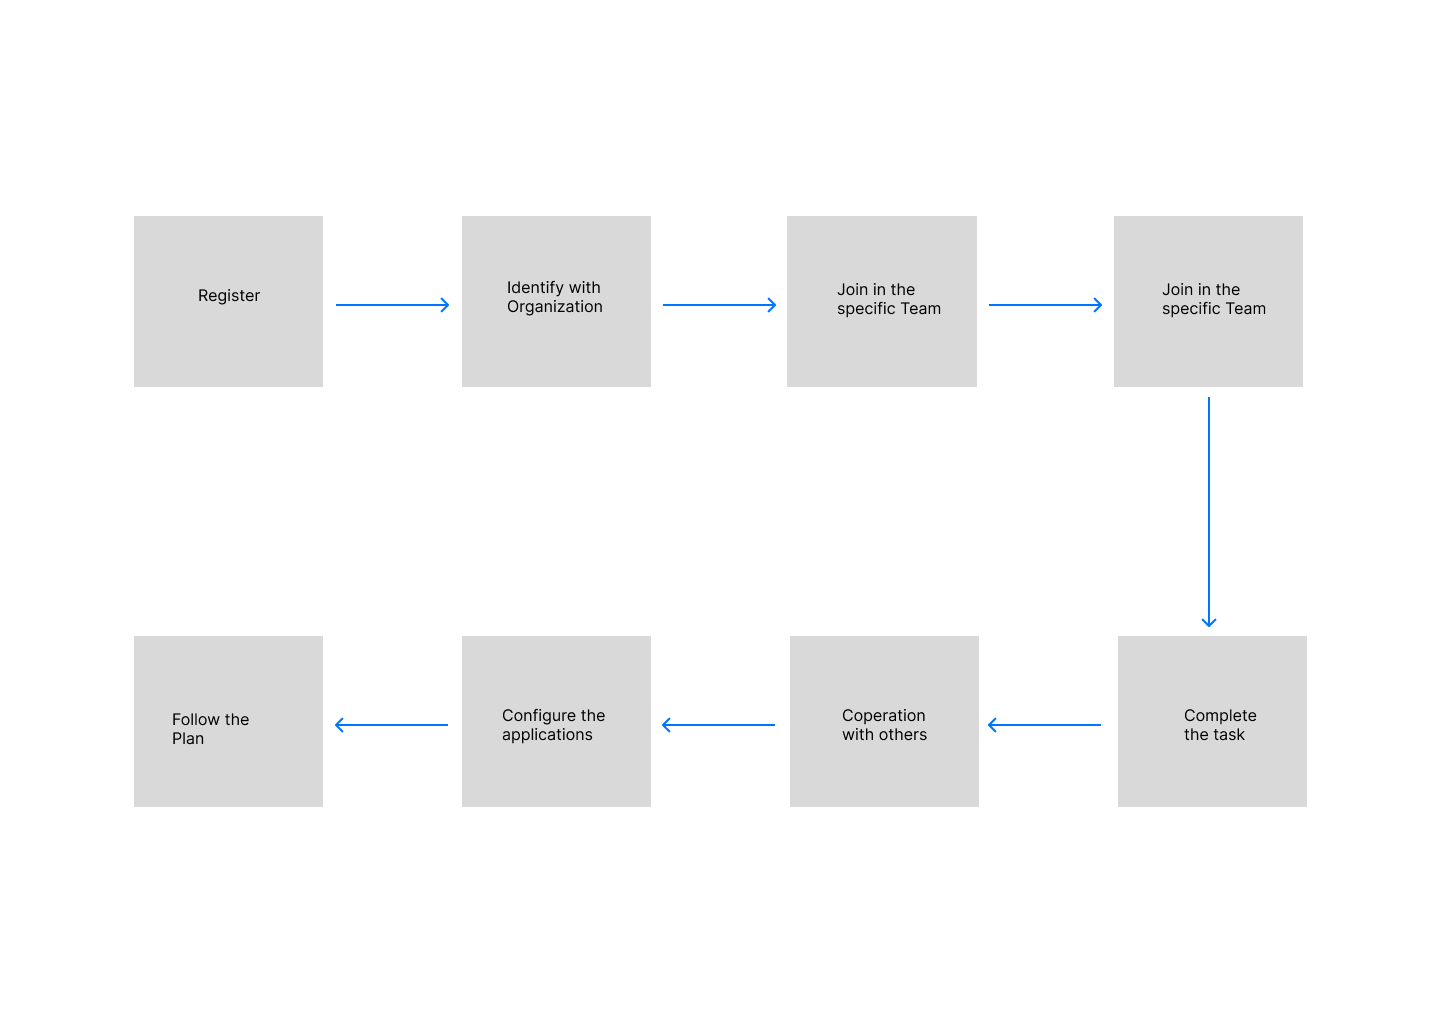 Register
Identify with
Organization
Join in the
specific Team
Join in the
specific Team
Complete
the task
Coperation
with others
Configure the
applications
Follow the
Plan